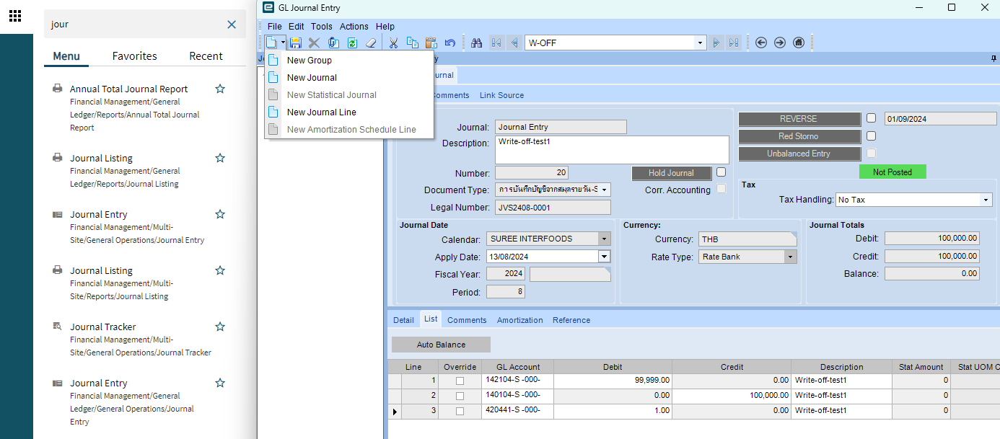 jour
Menu
Favorites
Recent
Annual Total Journal Report
Financial Management/General
Ledger/Reports/Annual Total Journal
Report
Journal Listing
Financial Management/General
Ledger/Reports/Journal Listing
Journal Entry
Financial Management/Multi-
Site/General Operations/Journal Entry
Journal Listing
Financial Management/Multi-
Site/Reports/Journal Listing
Journal Tracker
Financial Management/Multi-
Site/General Operations/Journal Tracker
Journal Entry
Financial Management/General
Ledger/General Operations/Journal
Entry
GL Journal Entry
File Edit Tools Actions Help
W-OFF
New Group
New Journal
New Statistical Journal
New Journal Line
New Amortization Schedule Line
Comments Link Source
Journal: Journal Entry
Description: Write-off-test1
Number: 20
Hold Journal
Document Type: การบันทึกบัญชีจากสมุดรายวัน-S
Corr. Accounting
Legal Number: JVS2408-0001
REVERSE 01/09/2024
Red Storno
Unbalanced Entry
Not Posted
Tax
Tax Handling: No Tax
Journal Date
Calendar: SUREE INTERFOODS
Apply Date: 13/08/2024
Fiscal Year: 2024
Period: 8
Currency:
Currency: THB
Rate Type: Rate Bank
Journal Totals
Debit: 100,000.00
Credit: 100,000.00
Balance: 0.00
Detail List Comments Amortization Reference
Auto Balance
Line Override GL Account Debit Credit Description Stat Amount Stat UOM C
1 142104-S -000- 99,999.00 0.00 Write-off-test1 0
2 140104-S -000- 0.00 100,000.00 Write-off-test1 0
3 420441-S -000- 1.00 0.00 Write-off-test1 0